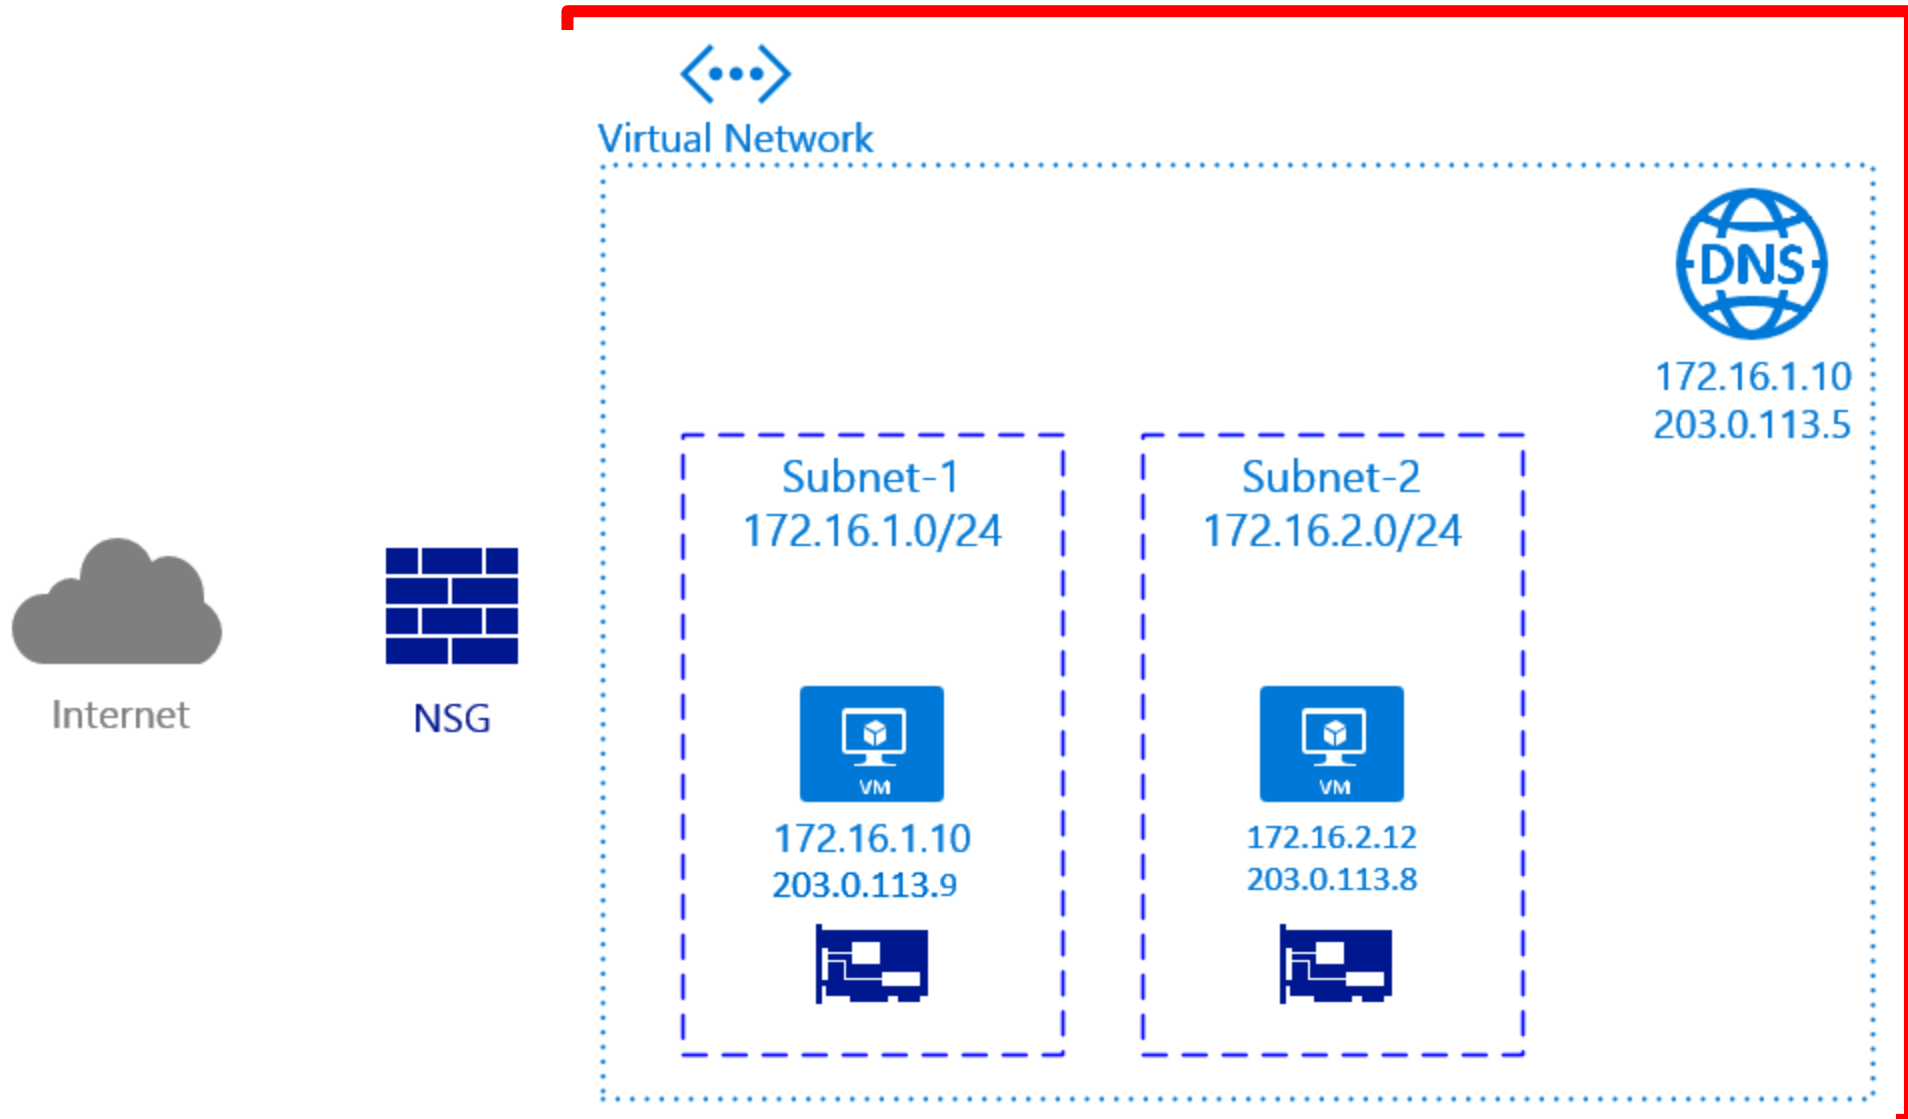 Virtual Network
DNS
172.16.1.10
203.0.113.5
Subnet-1
172.16.1.0/24
Subnet-2
172.16.2.0/24
Internet
NSG
VM
172.16.1.10
203.0.113.9
VM
172.16.2.12
203.0.113.8